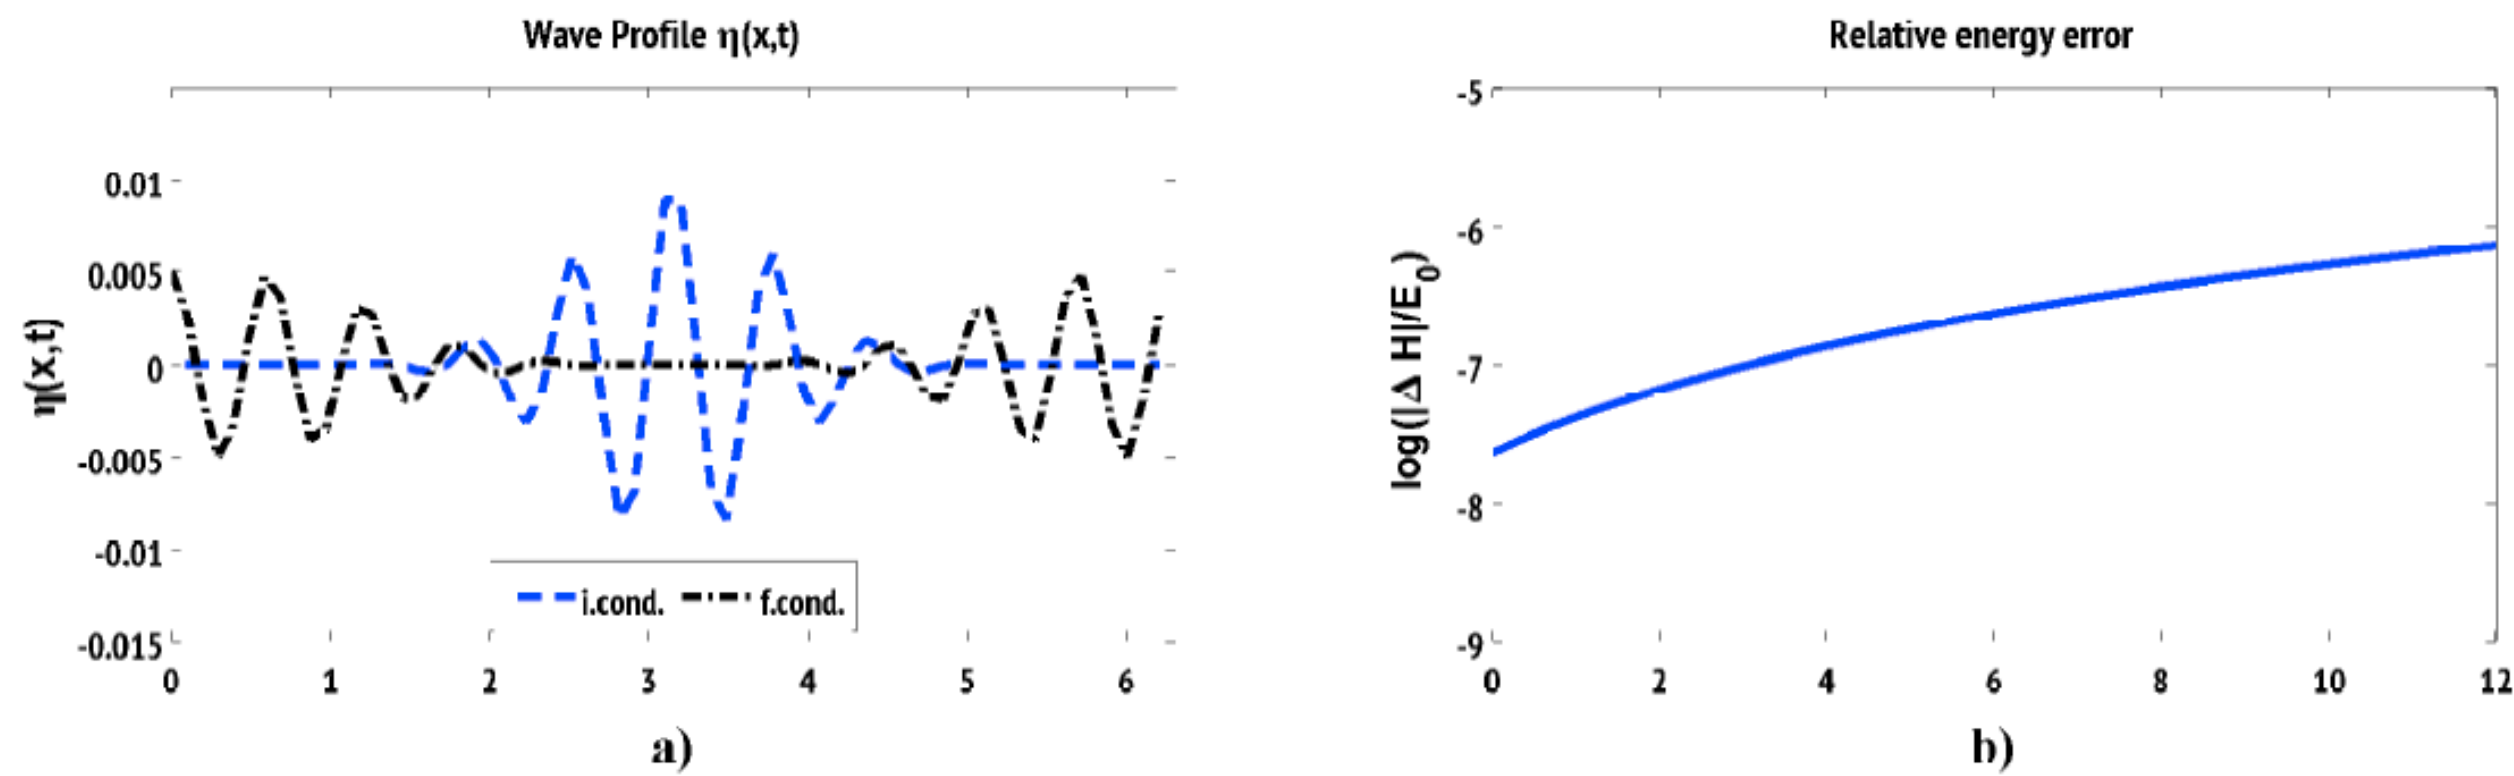 Wave Profile η(x,t)
0.01
0.005
0
-0.005
-0.01
-0.015
η(x,t)
i.cond. f.cond.
0 1 2 3 4 5 6
a)
Relative energy error
-5
-6
-7
-8
-9
log(|Δ H|/E0)
0 2 4 6 8 10 12
b)